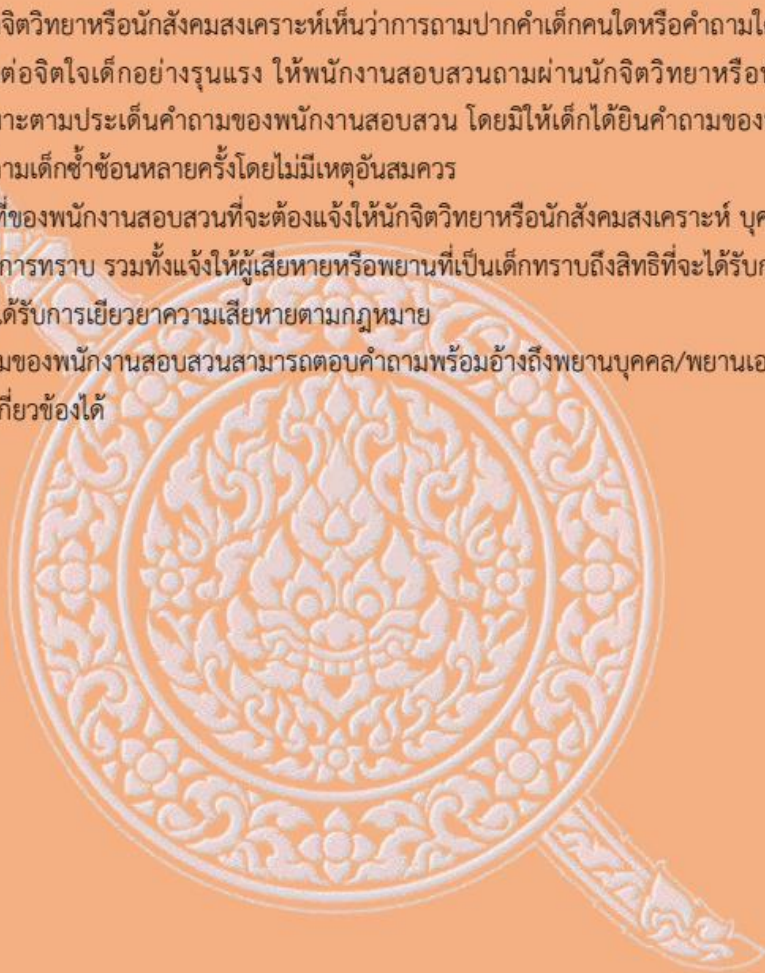 จิตวิทยาหรือนักสังคมสงเคราะห์เห็นว่าการถามปากคำเด็กคนใดหรือคำถามใ
ต่อจิตใจเด็กอย่างรุนแรง ให้พนักงานสอบสวนถามผ่านนักจิตวิทยาหรือ
าะตามประเด็นคำถามของพนักงานสอบสวน โดยมิให้เด็กได้ยินคำถามของ
ามเด็กซ้ำซ้อนหลายครั้งโดยไม่มีเหตุอันสมควร
ที่ของพนักงานสอบสวนที่จะต้องแจ้งให้นักจิตวิทยาหรือนักสังคมสงเคราะห์ บุค
การทราบ รวมทั้งแจ้งให้ผู้เสียหายหรือพยานที่เป็นเด็กทราบถึงสิทธิที่จะได้รับก
ได้รับการเยียวยาความเสียหายตามกฎหมาย
มของพนักงานสอบสวนสามารถตอบคำถามพร้อมอ้างถึงพยานบุคคล/พยานเอ
กี่ยวข้องได้